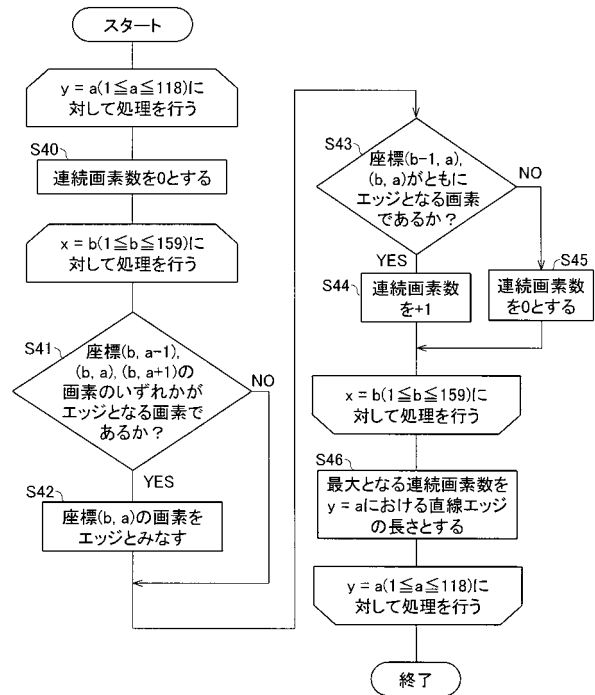 スタート
y = a(1≦a≦118)に
対して処理を行う
S40
連続画素数を0とする
x = b(1≦b≦159)に
対して処理を行う
S41
座標(b, a−1),
(b, a), (b, a+1)の
画素のいずれかが
エッジとなる画素で
あるか？
NO
YES
S42
座標(b, a)の画素を
エッジとみなす
S43
座標(b−1, a),
(b, a)がともに
エッジとなる画素
であるか？
NO
YES
S44
連続画素数
を+1
S45
連続画素数
を0とする
x = b(1≦b≦159)に
対して処理を行う
S46
最大となる連続画素数を
y = aにおける直線エッジ
の長さとする
y = a(1≦a≦118)に
対して処理を行う
終了